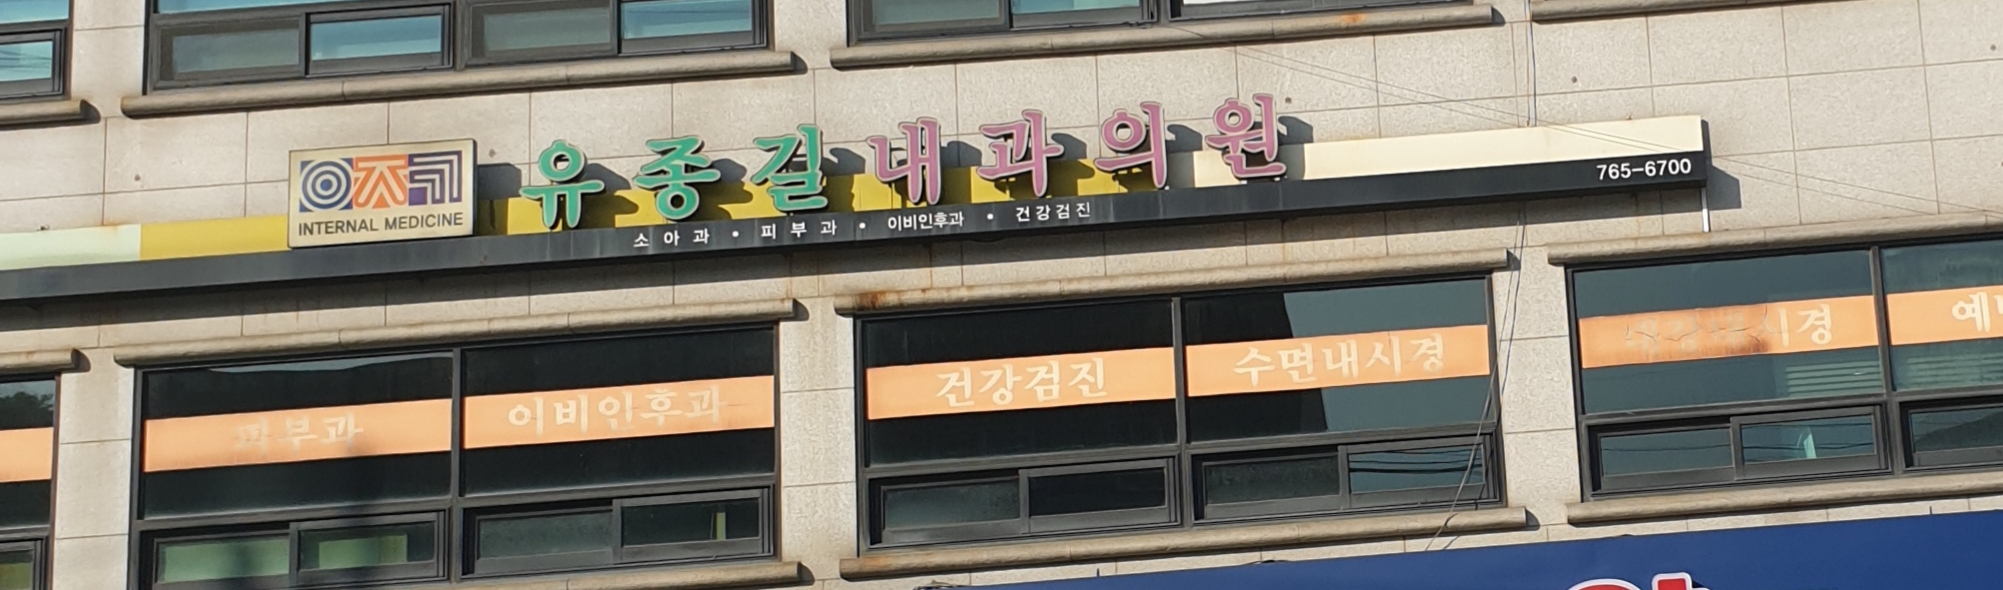 유종길내과의원
INTERNAL MEDICINE
소아과 • 피부과 • 이비인후과 • 건강검진
765-6700
피부과
이비인후과
건강검진
수면내시경